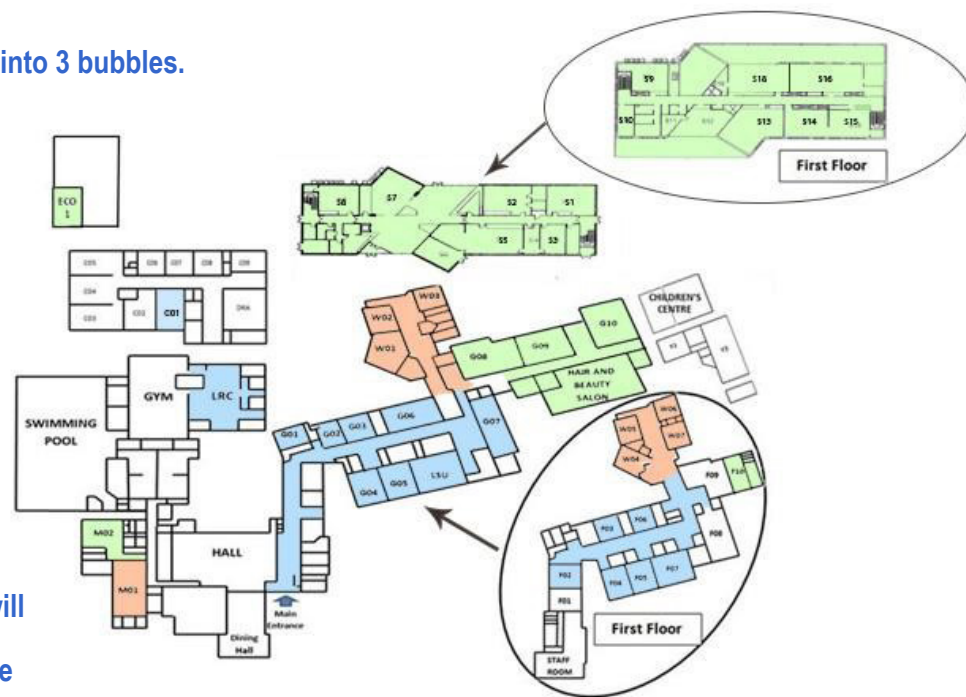 into 3 bubbles.
S9
S18
S16
S10
S13
S14
S15
First Floor
ECO
1
S8
S7
S2
S1
S5
S3
C05
C06
C07
C08
C09
C04
C03
C02
C01
DRA
W03
W02
W01
CHILDREN'S
CENTRE
G10
G09
G08
HAIR AND
BEAUTY
SALON
GYM
LRC
SWIMMING
POOL
G01
G02
G03
G06
G07
G04
G05
LSU
W06
W05
W07
W04
F09
F10
F03
F06
F08
F02
F04
F05
F07
F01
First Floor
STAFF
ROOM
M02
HALL
M01
Main
Entrance
Dining
Hall
will
e